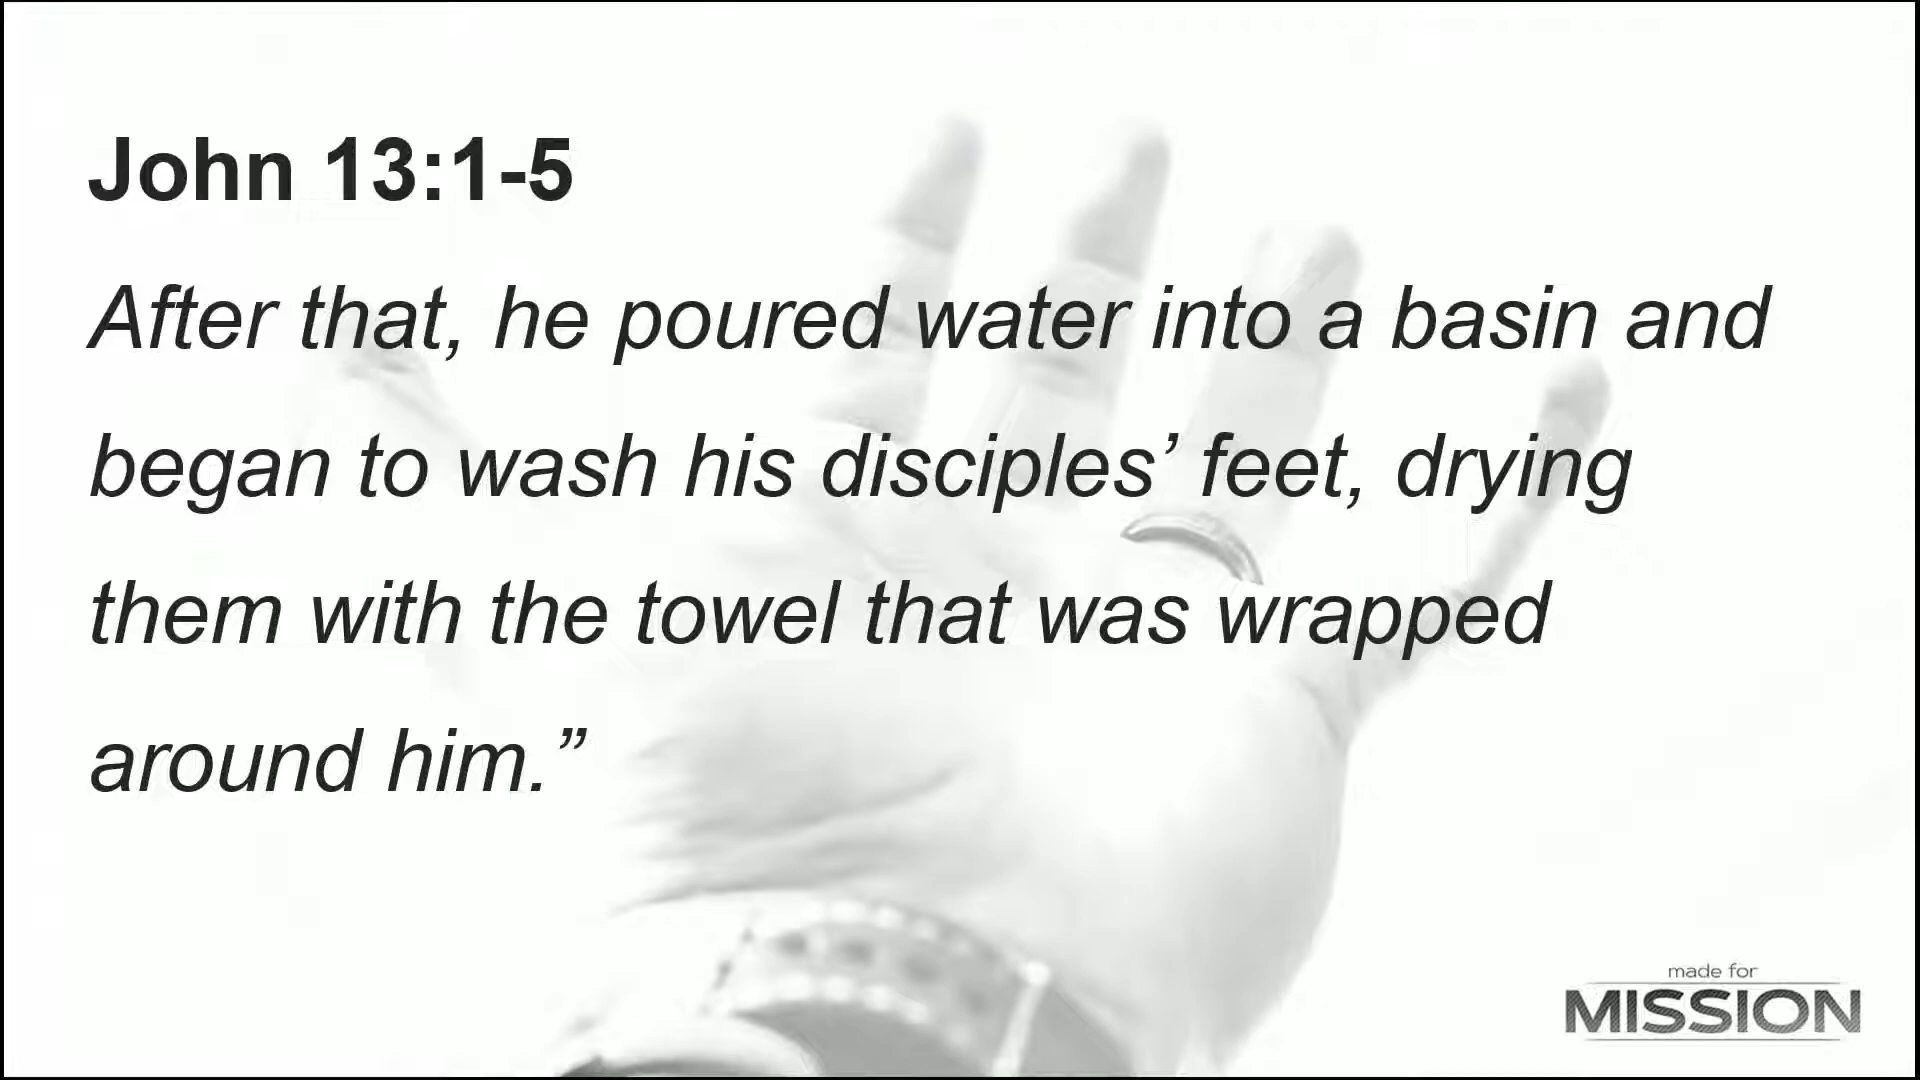 John 13:1-5
After that, he poured water into a basin and
began to wash his disciples’ feet, drying
them with the towel that was wrapped
around him.”
made for
MISSION